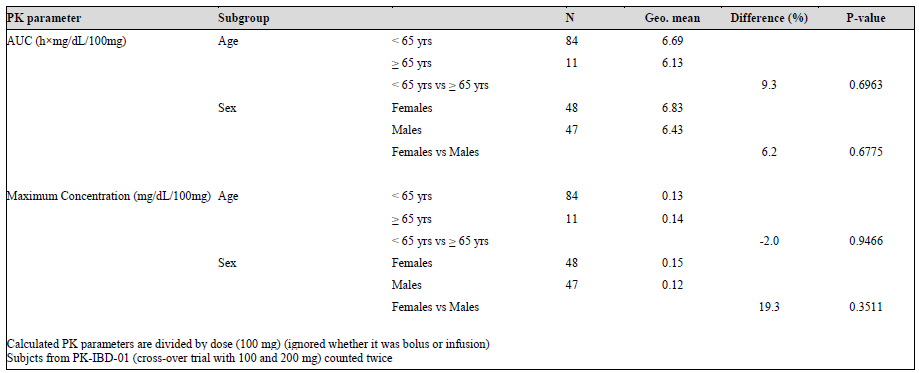 PK parameter Subgroup N Geo. mean Difference (%) P-value
AUC (h×mg/dL/100mg) Age < 65 yrs 84 6.69
≥ 65 yrs 11 6.13
< 65 yrs vs ≥ 65 yrs 9.3 0.6963
Sex Females 48 6.83
Males 47 6.43
Females vs Males 6.2 0.6775
Maximum Concentration (mg/dL/100mg) Age < 65 yrs 84 0.13
≥ 65 yrs 11 0.14
< 65 yrs vs ≥ 65 yrs -2.0 0.9466
Sex Females 48 0.15
Males 47 0.12
Females vs Males 19.3 0.3511
Calculated PK parameters are divided by dose (100 mg) (ignored whether it was bolus or infusion)
Subjcts from PK-IBD-01 (cross-over trial with 100 and 200 mg) counted twice